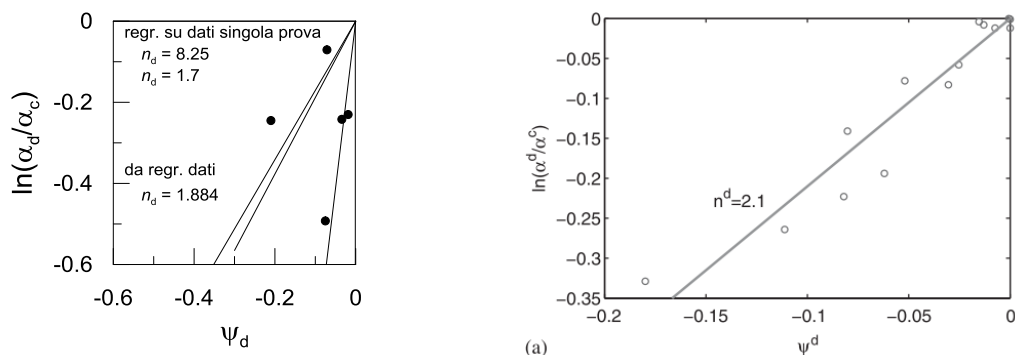 0
regr. su dati singola prova
n_d = 8.25
n_d = 1.7
-0.2
ln(α_d/α_c)
da regr. dati
n_d = 1.884
-0.4
-0.6
-0.6
-0.4
-0.2
0
ψ_d
0
−0.05
−0.1
−0.15
ln(α^d/α^c)
−0.2
n^d=2.1
−0.25
−0.3
−0.35
−0.2
−0.15
−0.1
−0.05
0
ψ^d
(a)